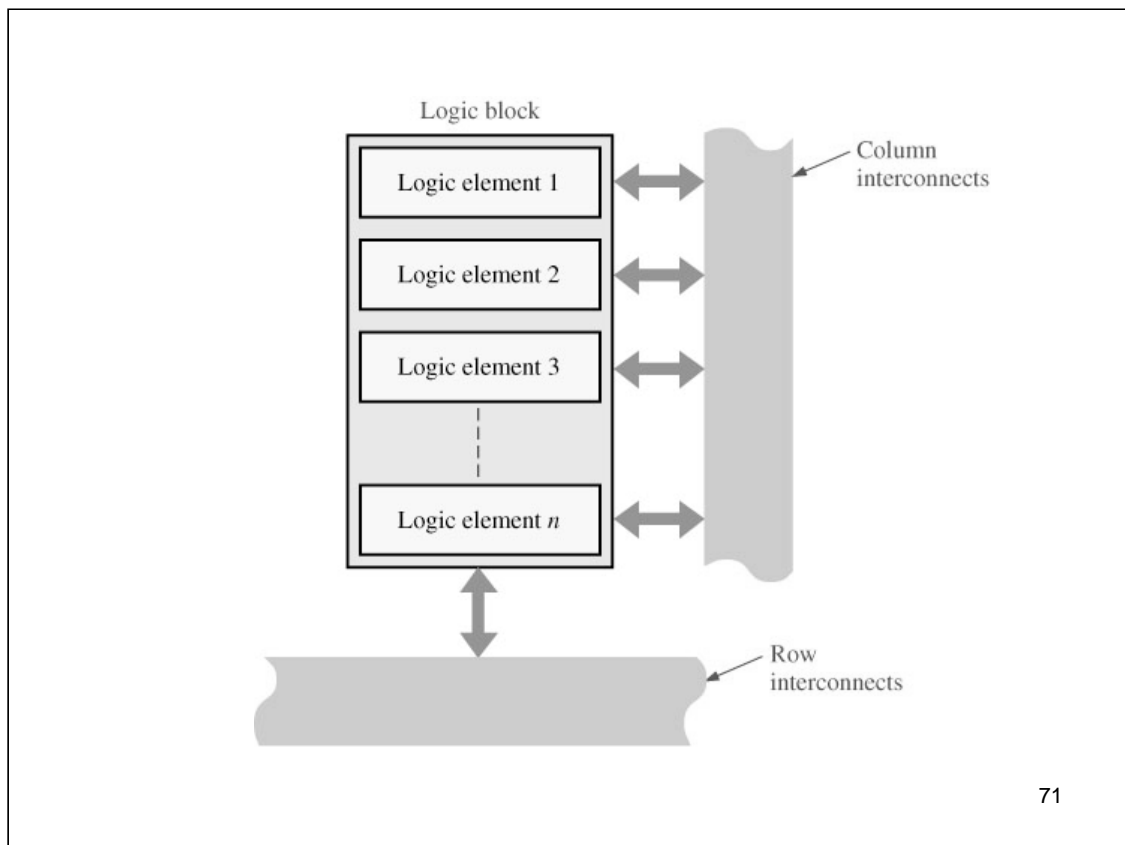 Logic block
Logic element 1
Logic element 2
Logic element 3
Logic element n
Column
interconnects
Row
interconnects
71